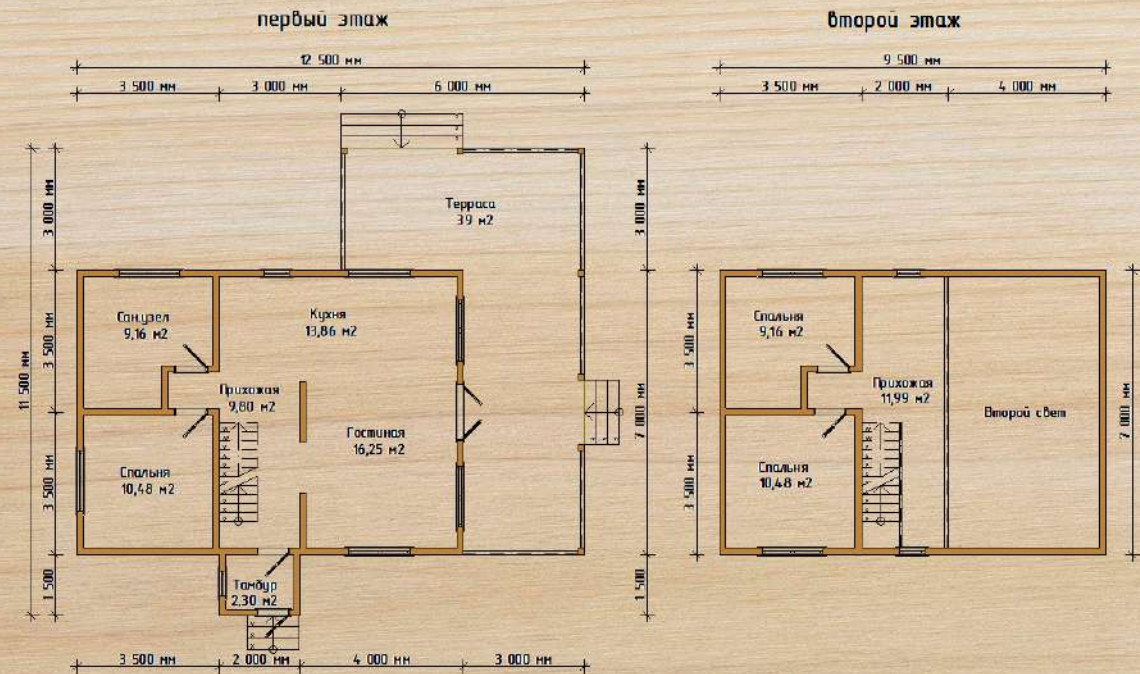 первый этаж
второй этаж
12 500 мм
9 500 мм
3 500 мм
3 000 мм
6 000 мм
3 500 мм
2 000 мм
4 000 мм
3 000 мм
3 000 мм
Терраса
39 м2
11 500 мм
3 500 мм
Сан.узел
9,16 м2
Кухня
13,86 м2
3 500 мм
Спальня
9,16 м2
Прихожая
9,80 м2
7 000 мм
Прихожая
11,99 м2
Второй свет
7 000 мм
Гостиная
16,25 м2
3 500 мм
Спальня
10,48 м2
3 500 мм
Спальня
10,48 м2
1 500
Тамбур
2,30 м2
1 500
3 500 мм
2 000 мм
4 000 мм
3 000 мм